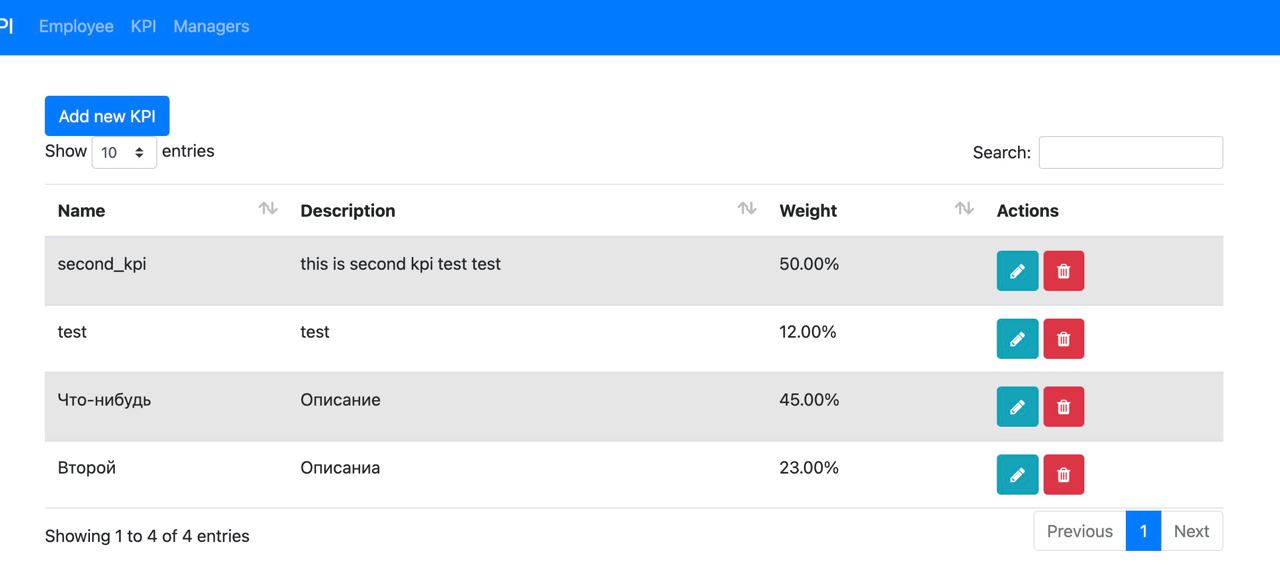 PI Employee KPI Managers
Add new KPI
Show 10 entries Search:
Name Description Weight Actions
second_kpi this is second kpi test test 50.00%
test test 12.00%
Что-нибудь Описание 45.00%
Второй Описаниа 23.00%
Showing 1 to 4 of 4 entries Previous 1 Next